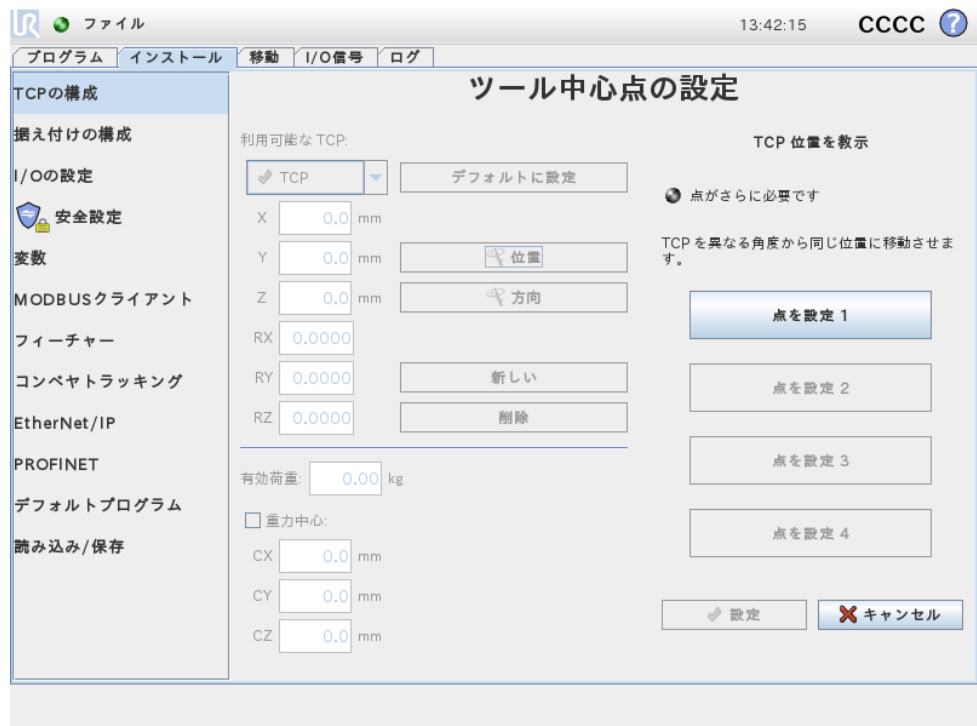 UR ファイル 13:42:15 CCCC ?
プログラム インストール 移動 I/O信号 ログ
TCPの構成
据え付けの構成
I/Oの設定
安全設定
変数
MODBUSクライアント
フィーチャー
コンベヤトラッキング
EtherNet/IP
PROFINET
デフォルトプログラム
読み込み/保存
ツール中心点の設定
利用可能な TCP:
TCP デフォルトに設定
X 0.0 mm
Y 0.0 mm 位置
Z 0.0 mm 方向
RX 0.0000
RY 0.0000 新しい
RZ 0.0000 削除
有効荷重: 0.00 kg
重力中心:
CX 0.0 mm
CY 0.0 mm
CZ 0.0 mm
TCP 位置を教示
点がさらに必要です
TCP を異なる角度から同じ位置に移動させま
す。
点を設定 1
点を設定 2
点を設定 3
点を設定 4
設定 キャンセル